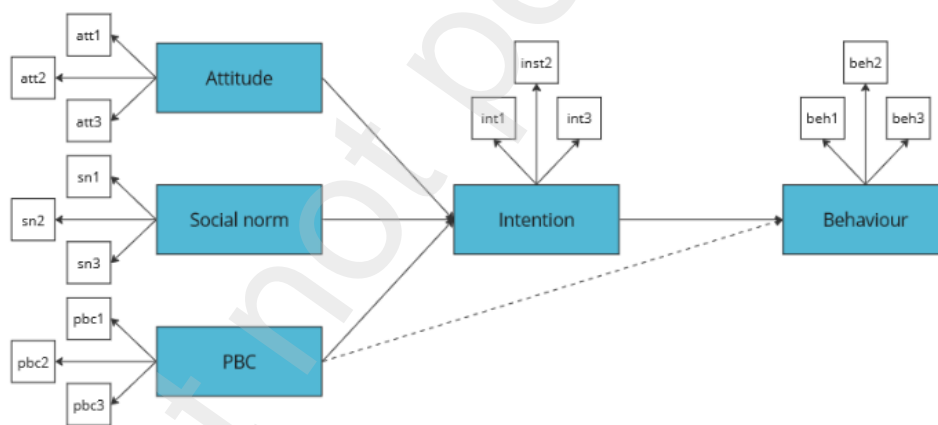 att1
att2
Attitude
att3
sn1
sn2
Social norm
sn3
pbc1
pbc2
PBC
pbc3
inst2
int1
int3
Intention
beh2
beh1
beh3
Behaviour
not